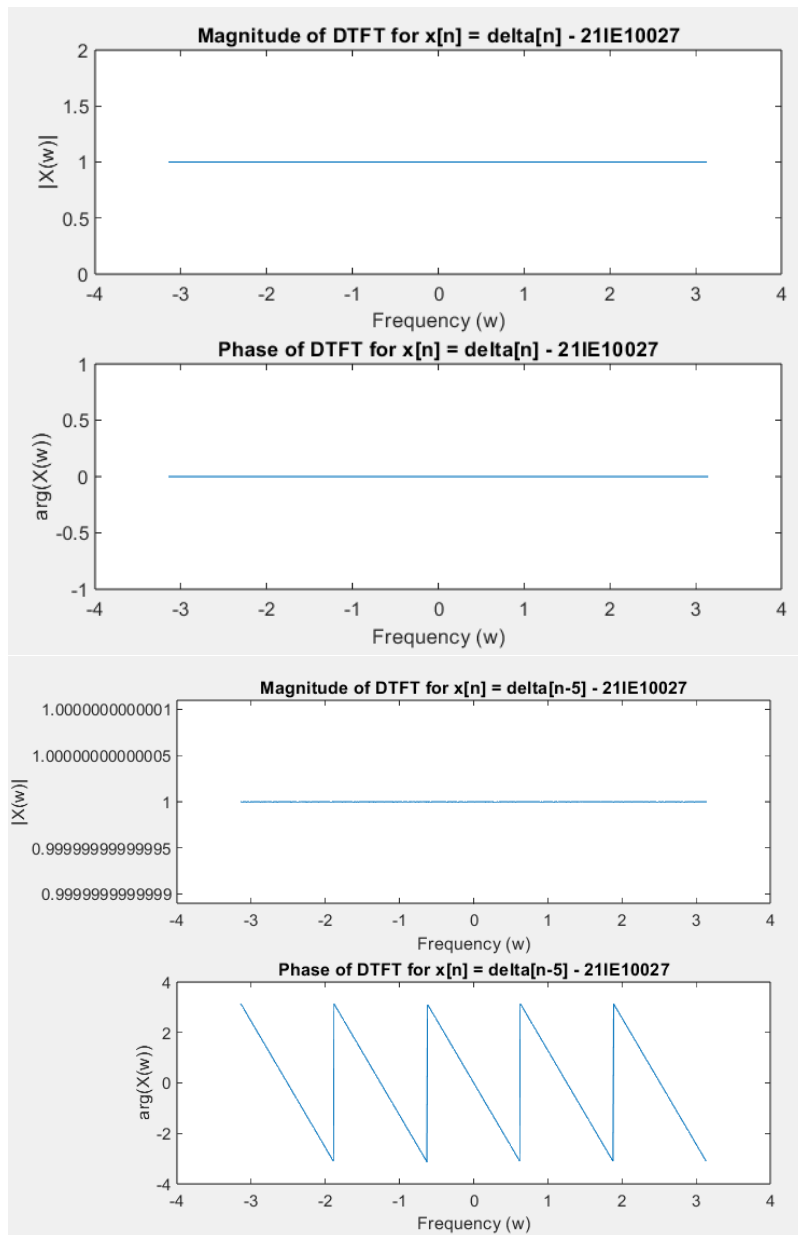 Magnitude of DTFT for x[n] = delta[n] - 21IE10027
2
1.5
1
0.5
0
|X(w)|
-4 -3 -2 -1 0 1 2 3 4
Frequency (w)
Phase of DTFT for x[n] = delta[n] - 21IE10027
1
0.5
0
-0.5
-1
arg(X(w))
-4 -3 -2 -1 0 1 2 3 4
Frequency (w)
Magnitude of DTFT for x[n] = delta[n-5] - 21IE10027
1.0000000000001
1.00000000000005
1
0.99999999999995
0.9999999999999
|X(w)|
-4 -3 -2 -1 0 1 2 3 4
Frequency (w)
Phase of DTFT for x[n] = delta[n-5] - 21IE10027
4
2
0
-2
-4
arg(X(w))
-4 -3 -2 -1 0 1 2 3 4
Frequency (w)